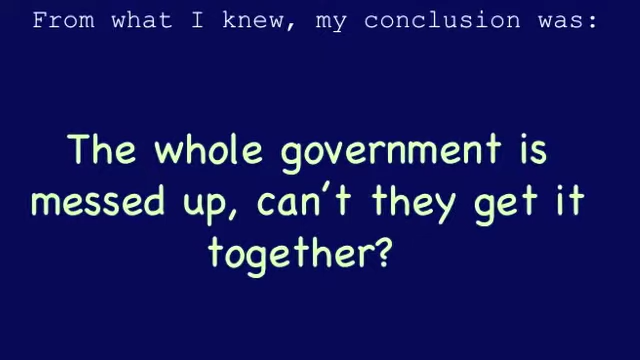 From what I knew, my conclusion was:
The whole government is
messed up, can't they get it
together?